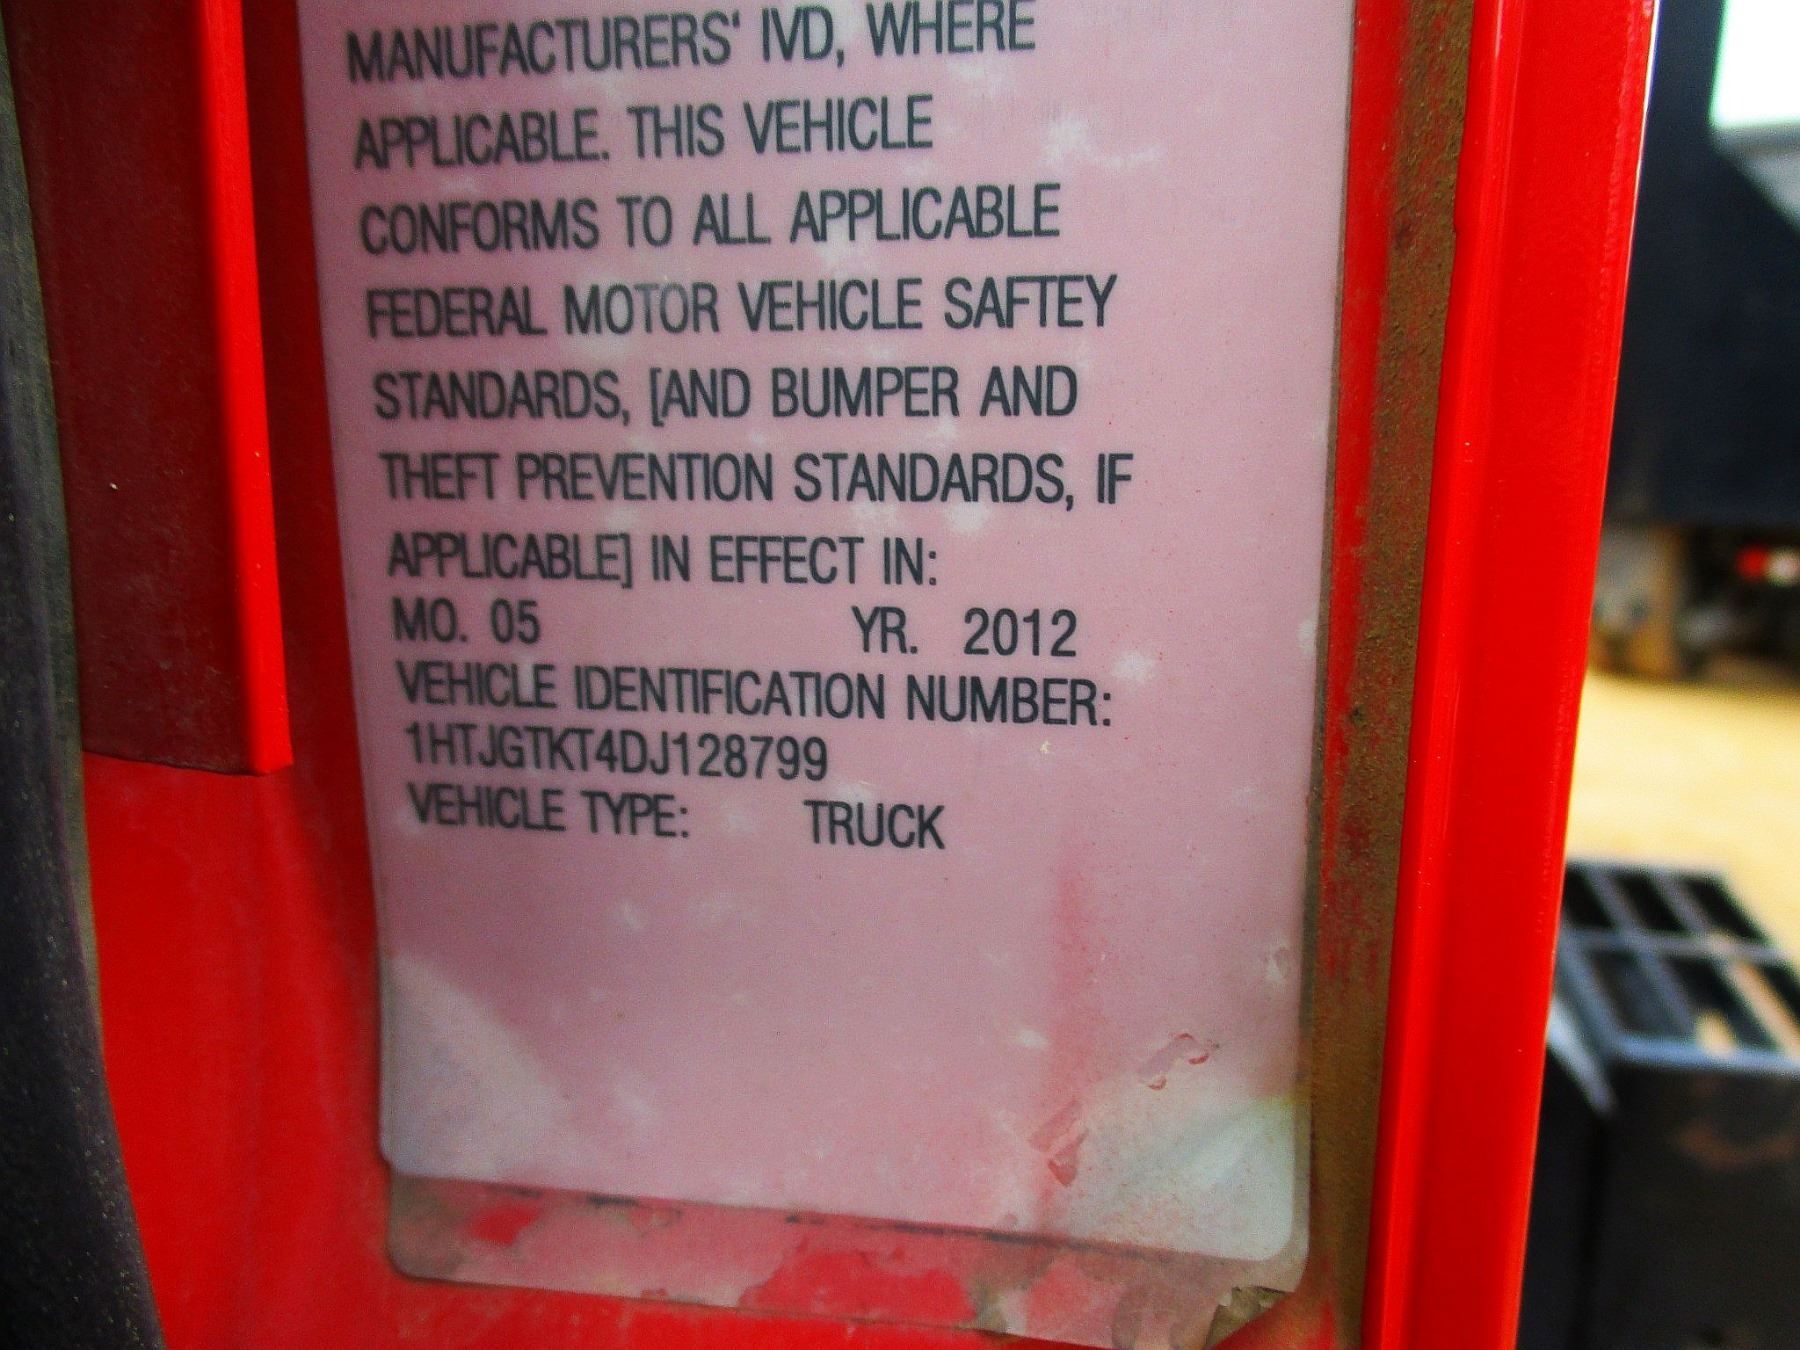 MANUFACTURERS' IVD, WHERE
APPLICABLE. THIS VEHICLE
CONFORMS TO ALL APPLICABLE
FEDERAL MOTOR VEHICLE SAFTEY
STANDARDS, [AND BUMPER AND
THEFT PREVENTION STANDARDS, IF
APPLICABLE] IN EFFECT IN:
MO. 05 YR. 2012
VEHICLE IDENTIFICATION NUMBER:
1HTJGTKT4DJ128799
VEHICLE TYPE: TRUCK